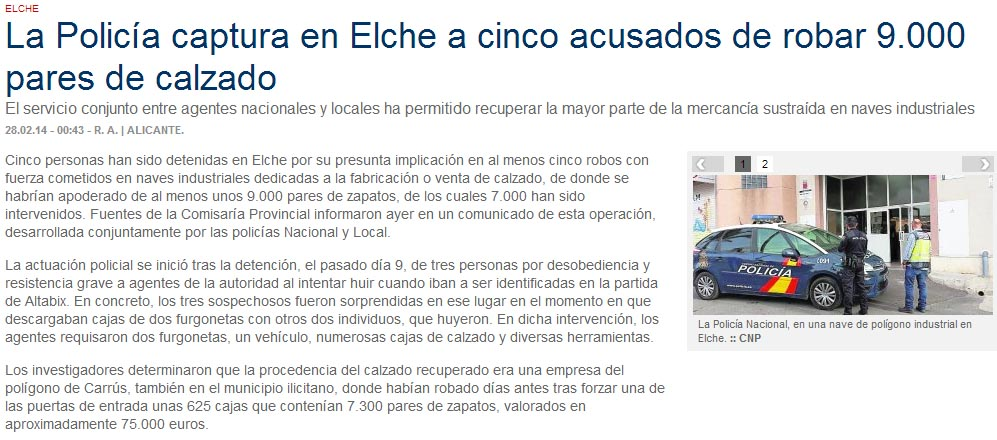 ELCHE
La Policía captura en Elche a cinco acusados de robar 9.000
pares de calzado
El servicio conjunto entre agentes nacionales y locales ha permitido recuperar la mayor parte de la mercancía sustraída en naves industriales
28.02.14 - 00:43 - R. A. | ALICANTE.
Cinco personas han sido detenidas en Elche por su presunta implicación en al menos cinco robos con
fuerza cometidos en naves industriales dedicadas a la fabricación o venta de calzado, de donde se
habrían apoderado de al menos unos 9.000 pares de zapatos, de los cuales 7.000 han sido
intervenidos. Fuentes de la Comisaría Provincial informaron ayer en un comunicado de esta operación,
desarrollada conjuntamente por las policías Nacional y Local.
La actuación policial se inició tras la detención, el pasado día 9, de tres personas por desobediencia y
resistencia grave a agentes de la autoridad al intentar huir cuando iban a ser identificadas en la partida
de Altabix. En concreto, los tres sospechosos fueron sorprendidas en ese lugar en el momento en que
descargaban cajas de dos furgonetas con otros dos individuos, que huyeron. En dicha intervención, los
agentes requisaron dos furgonetas, un vehículo, numerosas cajas de calzado y diversas herramientas.
Los investigadores determinaron que la procedencia del calzado recuperado era una empresa del
polígono de Carrús, también en el municipio ilicitano, donde habían robado días antes tras forzar una de
las puertas de entrada unas 625 cajas que contenían 7.300 pares de zapatos, valorados en
aproximadamente 75.000 euros.
1 2
POLICÍA
La Policía Nacional, en una nave de polígono industrial en
Elche. :: CNP